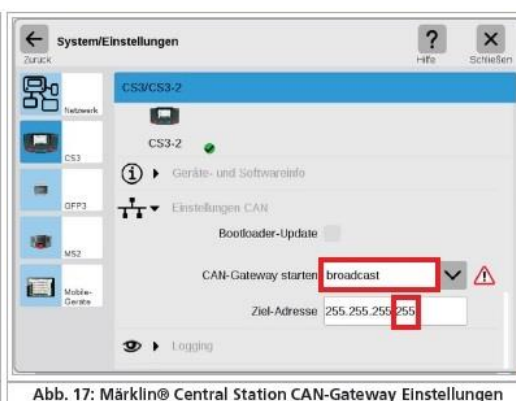 System/Einstellungen
Zurück
Hilfe
Schließen
Netzwerk
CS3
GFP3
MS2
Mobile-
Geräte
CS3/CS3-2
CS3-2
Geräte- und Softwareinfo
Einstellungen CAN
Bootloader-Update
CAN-Gateway starten broadcast
Ziel-Adresse 255.255.255.255
Logging
Abb. 17: Märklin® Central Station CAN-Gateway Einstellungen